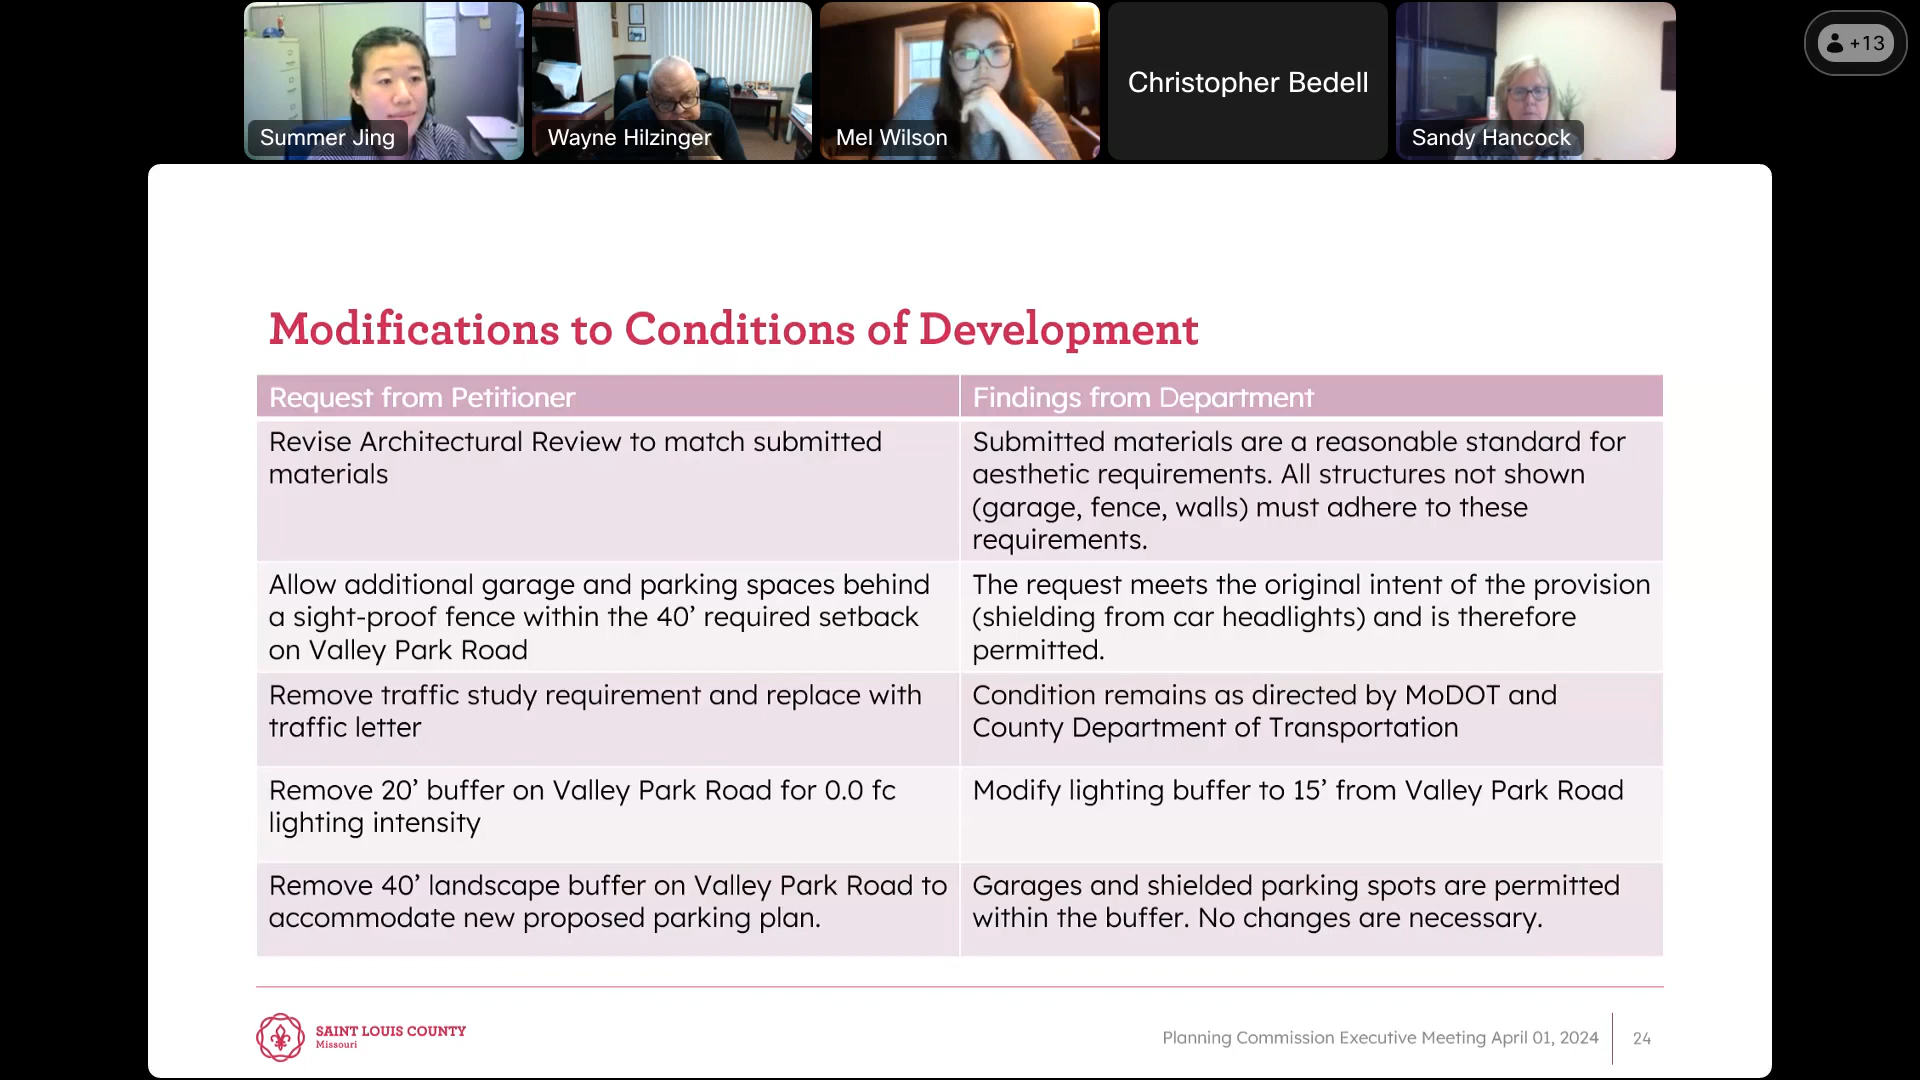 Summer Jing
Wayne Hilzinger
Mel Wilson
Christopher Bedell
Sandy Hancock
+13
Modifications to Conditions of Development
Request from Petitioner
Findings from Department
Revise Architectural Review to match submitted
materials
Submitted materials are a reasonable standard for
aesthetic requirements. All structures not shown
(garage, fence, walls) must adhere to these
requirements.
Allow additional garage and parking spaces behind
a sight-proof fence within the 40’ required setback
on Valley Park Road
The request meets the original intent of the provision
(shielding from car headlights) and is therefore
permitted.
Remove traffic study requirement and replace with
traffic letter
Condition remains as directed by MoDOT and
County Department of Transportation
Remove 20’ buffer on Valley Park Road for 0.0 fc
lighting intensity
Modify lighting buffer to 15’ from Valley Park Road
Remove 40’ landscape buffer on Valley Park Road to
accommodate new proposed parking plan.
Garages and shielded parking spots are permitted
within the buffer. No changes are necessary.
SAINT LOUIS COUNTY
Missouri
Planning Commission Executive Meeting April 01, 2024
24